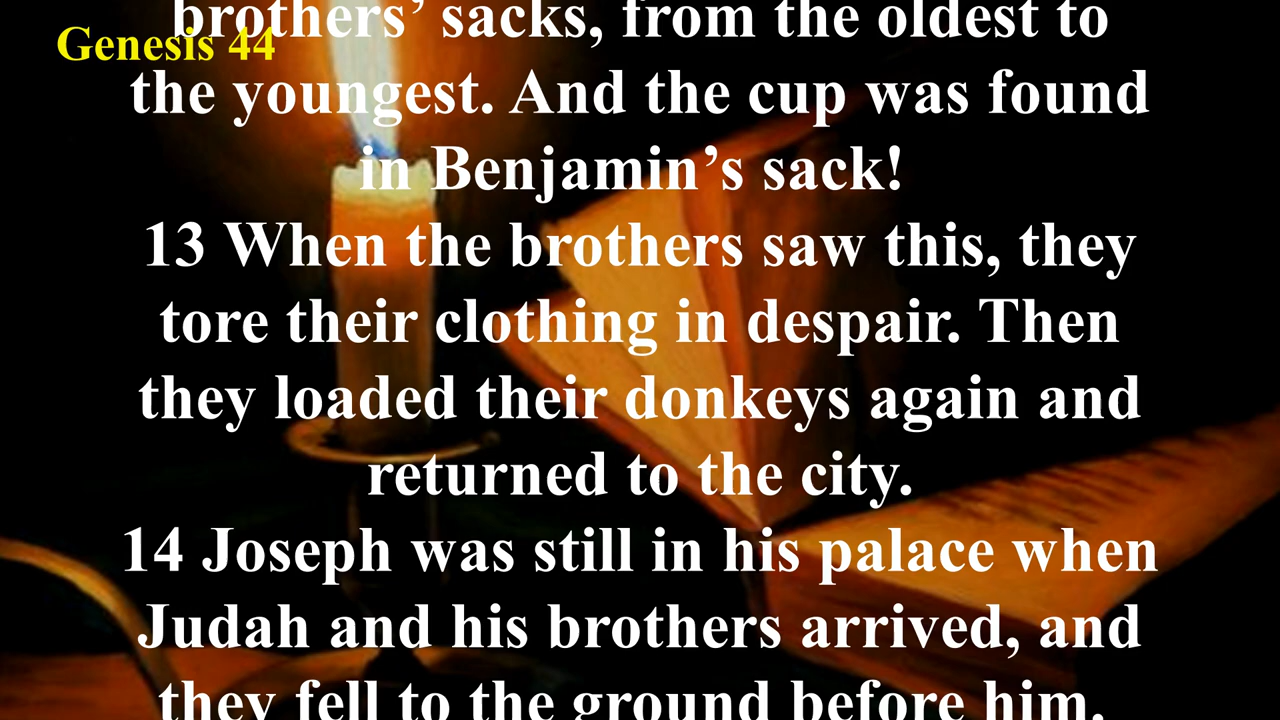 Genesis 44
brothers’ sacks, from the oldest to
the youngest. And the cup was found
in Benjamin’s sack!
13 When the brothers saw this, they
tore their clothing in despair. Then
they loaded their donkeys again and
returned to the city.
14 Joseph was still in his palace when
Judah and his brothers arrived, and
they fell to the ground before him.